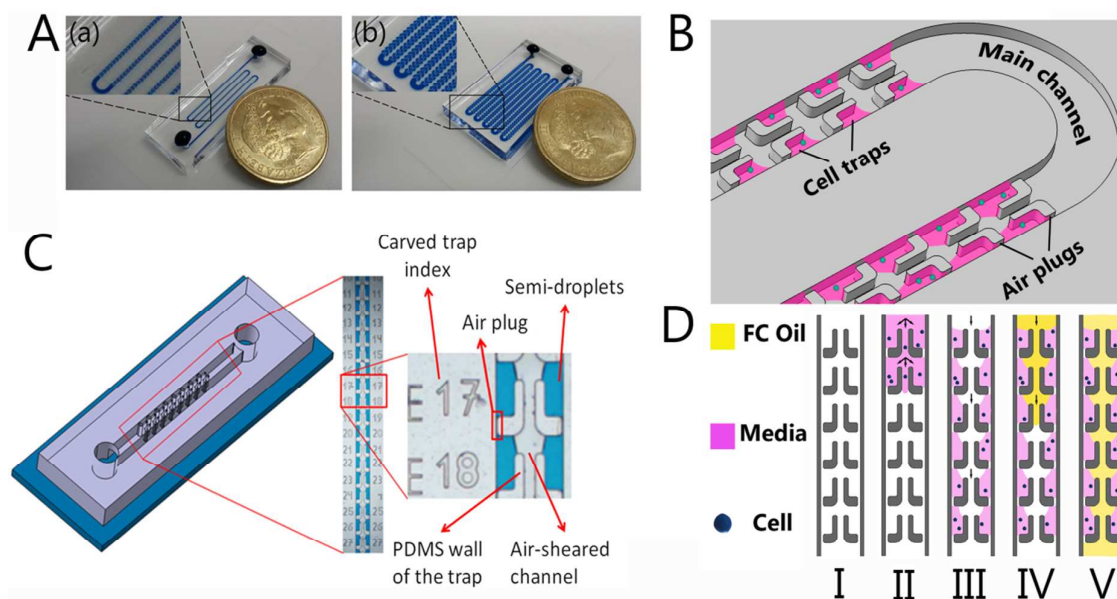 A
(a)
(b)
B
Main channel
Cell traps
Air plugs
C
Carved trap
index
Semi-droplets
Air plug
E 17
E 18
PDMS wall
of the trap
Air-sheared
channel
D
FC Oil
Media
Cell
I
II
III
IV
V